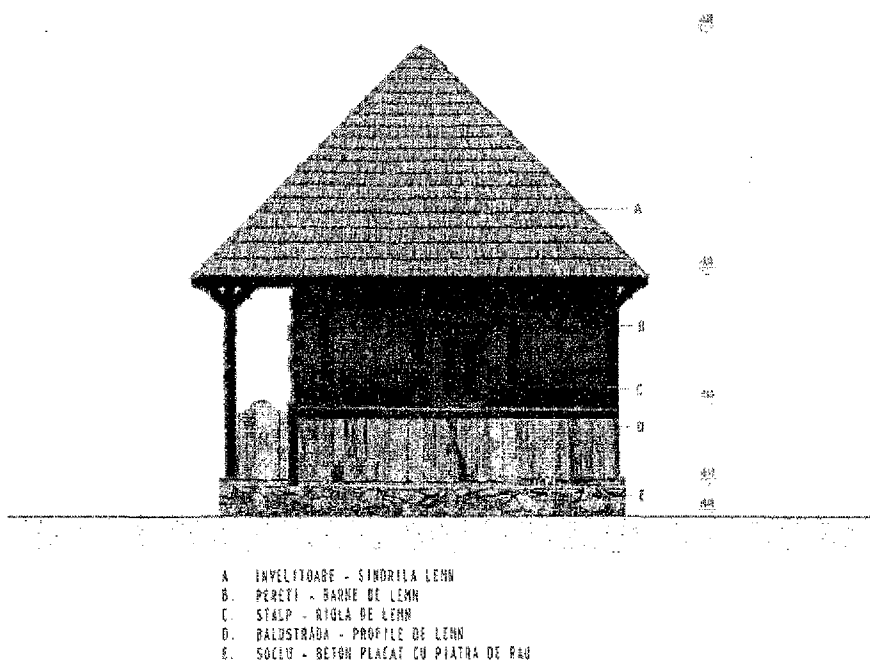 A
B
C
D
E
A INVELITOARE - SINDRILA LEMN
B. PERETI - BARNE DE LEMN
C. STALP - RIGLA DE LEMN
D. BALUSTRADA - PROFILE DE LEMN
E. SOCLU - BETON PLACAT CU PIATRA DE RAU